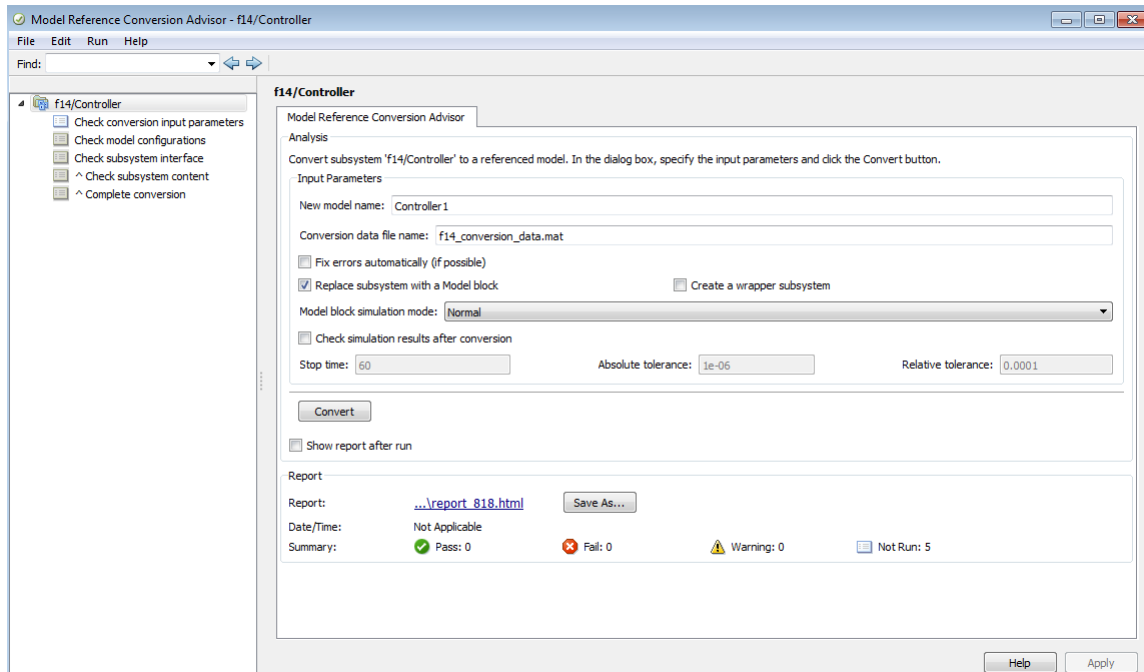 Model Reference Conversion Advisor - f14/Controller
File Edit Run Help
Find:
f14/Controller
Check conversion input parameters
Check model configurations
Check subsystem interface
^ Check subsystem content
^ Complete conversion
f14/Controller
Model Reference Conversion Advisor
Analysis
Convert subsystem 'f14/Controller' to a referenced model. In the dialog box, specify the input parameters and click the Convert button.
Input Parameters
New model name: Controller1
Conversion data file name: f14_conversion_data.mat
Fix errors automatically (if possible)
Replace subsystem with a Model block Create a wrapper subsystem
Model block simulation mode: Normal
Check simulation results after conversion
Stop time: 60 Absolute tolerance: 1e-06 Relative tolerance: 0.0001
Convert
Show report after run
Report
Report: ...\report_818.html Save As...
Date/Time: Not Applicable
Summary: Pass: 0 Fail: 0 Warning: 0 Not Run: 5
Help Apply